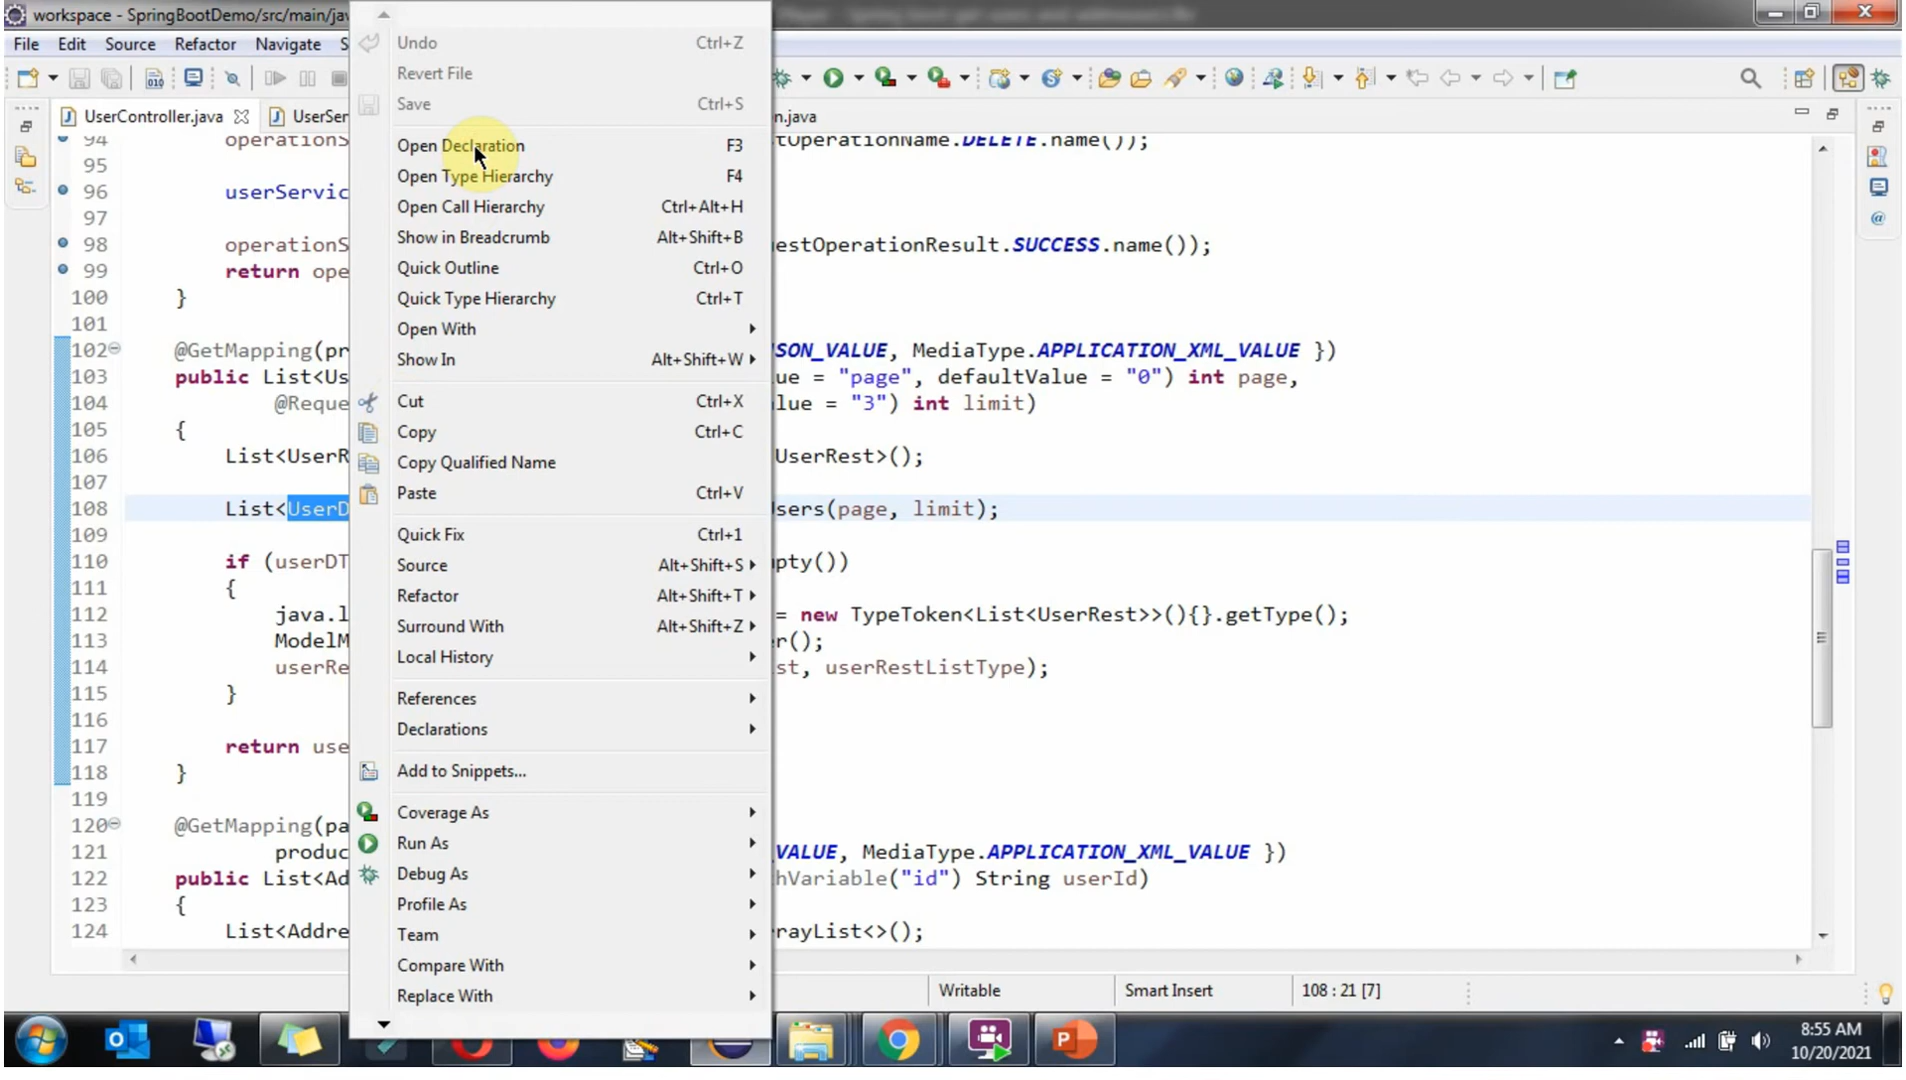 workspace - SpringBootDemo/src/main/jav
File Edit Source Refactor Navigate S
UserController.java UserSer n.java
Undo Ctrl+Z
Revert File
Save Ctrl+S
Open Declaration F3
Open Type Hierarchy F4
Open Call Hierarchy Ctrl+Alt+H
Show in Breadcrumb Alt+Shift+B
Quick Outline Ctrl+O
Quick Type Hierarchy Ctrl+T
Open With
Show In Alt+Shift+W
Cut Ctrl+X
Copy Ctrl+C
Copy Qualified Name
Paste Ctrl+V
Quick Fix Ctrl+1
Source Alt+Shift+S
Refactor Alt+Shift+T
Surround With Alt+Shift+Z
Local History
References
Declarations
Add to Snippets...
Coverage As
Run As
Debug As
Profile As
Team
Compare With
Replace With
94 operationS stOperationName.DELETE.name());
95
96 userServic
97
98 operationS estOperationResult.SUCCESS.name());
99 return ope
100 }
101
102 @GetMapping(pr SON_VALUE, MediaType.APPLICATION_XML_VALUE })
103 public List<Us ue = "page", defaultValue = "0") int page,
104 @Reque lue = "3") int limit)
105 {
106 List<UserR UserRest>();
107
108 List<UserD sers(page, limit);
109
110 if (userDT pty())
111 {
112 java.l = new TypeToken<List<UserRest>>(){}.getType();
113 ModelM r();
114 userRe st, userRestListType);
115 }
116
117 return use
118 }
119
120 @GetMapping(pa
121 produc VALUE, MediaType.APPLICATION_XML_VALUE })
122 public List<Ad hVariable("id") String userId)
123 {
124 List<Addre rayList<>();
Writable Smart Insert 108 : 21 [7]
8:55 AM
10/20/2021